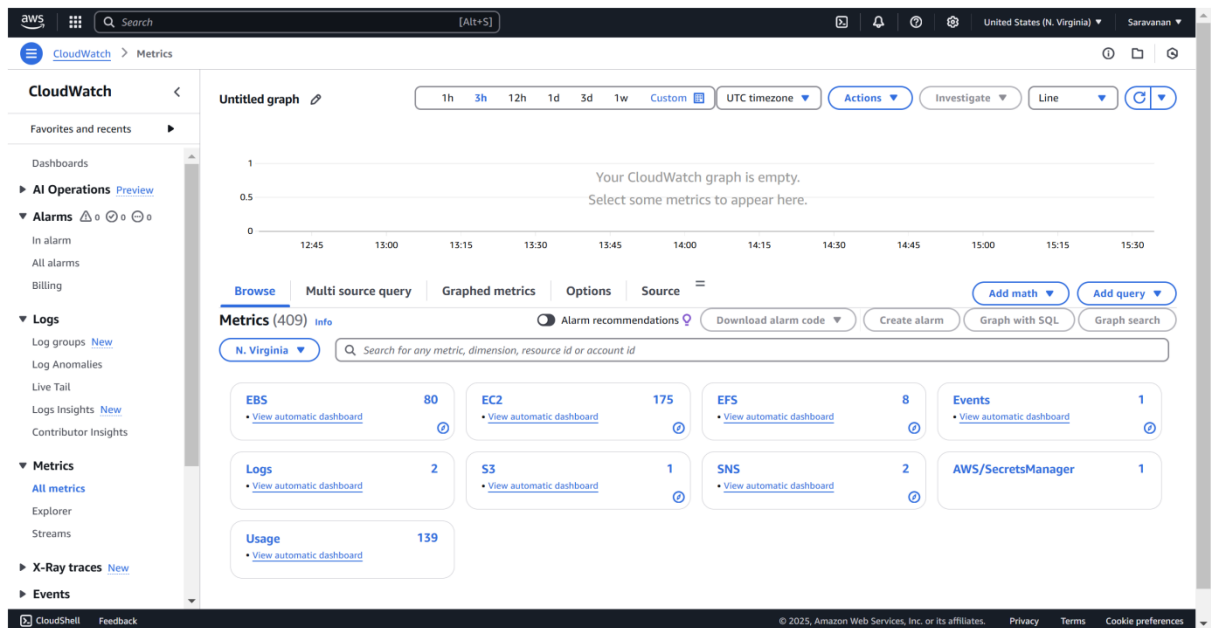 aws
Search [Alt+S]
United States (N. Virginia) ▼ Saravanan ▼
CloudWatch > Metrics
CloudWatch
Favorites and recents
Dashboards
AI Operations Preview
Alarms 0 0 0
In alarm
All alarms
Billing
Logs
Log groups New
Log Anomalies
Live Tail
Logs Insights New
Contributor Insights
Metrics
All metrics
Explorer
Streams
X-Ray traces New
Events
Untitled graph
1h 3h 12h 1d 3d 1w Custom
UTC timezone
Actions
Investigate
Line
1
0.5
0
Your CloudWatch graph is empty.
Select some metrics to appear here.
12:45 13:00 13:15 13:30 13:45 14:00 14:15 14:30 14:45 15:00 15:15 15:30
Browse Multi source query Graphed metrics Options Source =
Add math Add query
Metrics (409) Info
Alarm recommendations
Download alarm code Create alarm Graph with SQL Graph search
N. Virginia
Search for any metric, dimension, resource id or account id
EBS 80
• View automatic dashboard
EC2 175
• View automatic dashboard
EFS 8
• View automatic dashboard
Events 1
• View automatic dashboard
Logs 2
• View automatic dashboard
S3 1
• View automatic dashboard
SNS 2
• View automatic dashboard
AWS/SecretsManager 1
Usage 139
• View automatic dashboard
CloudShell Feedback
© 2025, Amazon Web Services, Inc. or its affiliates. Privacy Terms Cookie preferences